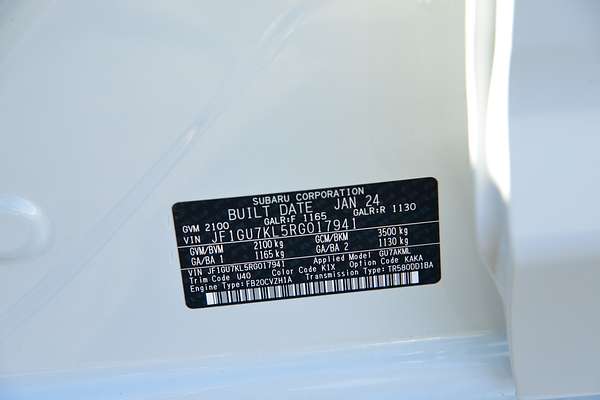 SUBARU CORPORATION
BUILT DATE JAN 24
GVM 2100 GALR:F 1165 GALR:R 1130
VIN JF1GU7KL5RG017941
GVM/BVM 2100 kg GCM/BKM 3500 kg
GA/BA 1 1165 kg GA/BA 2 1130 kg
VIN JF1GU7KL5RG017941 Applied Model GU7AKML
Trim Code U40 Color Code K1X Option Code KAKA
Engine Type: FB20CVZH1A Transmission Type: TR580DD1BA